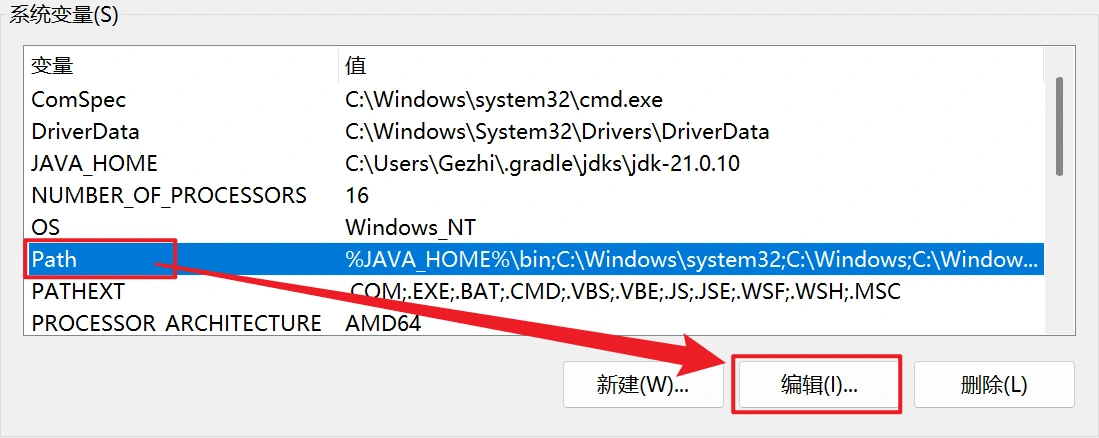 系统变量(S)
变量 值
ComSpec C:\Windows\system32\cmd.exe
DriverData C:\Windows\System32\Drivers\DriverData
JAVA_HOME C:\Users\Gezhi\.gradle\jdks\jdk-21.0.10
NUMBER_OF_PROCESSORS 16
OS Windows_NT
Path %JAVA_HOME%\bin;C:\Windows\system32;C:\Windows;C:\Window...
PATHEXT .COM;.EXE;.BAT;.CMD;.VBS;.VBE;.JS;.JSE;.WSF;.WSH;.MSC
PROCESSOR_ARCHITECTURE AMD64
新建(W)... 编辑(I)... 删除(L)